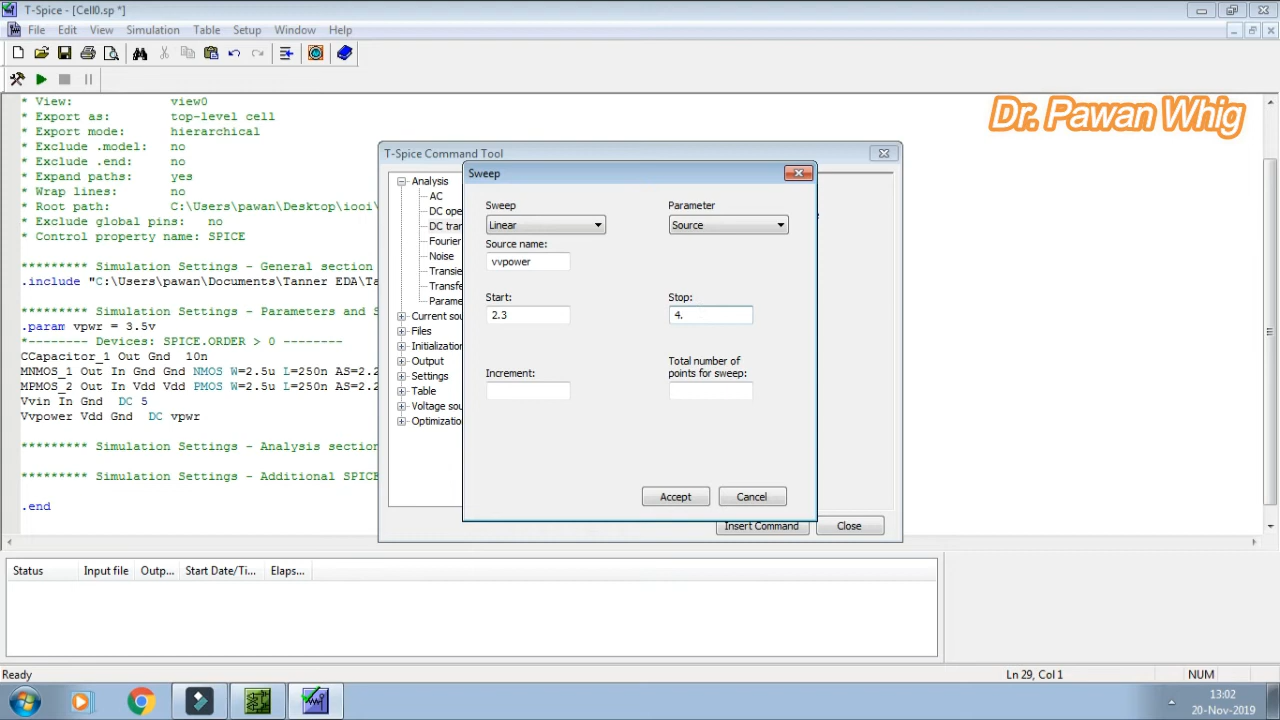 T-Spice - [Cell0.sp *]
File Edit View Simulation Table Setup Window Help
* View: view0
* Export as: top-level cell
* Export mode: hierarchical
* Exclude .model: no
* Exclude .end: no
* Expand paths: yes
* Wrap lines: no
* Root path: C:\Users\pawan\Desktop\iooi\
* Exclude global pins: no
* Control property name: SPICE
********* Simulation Settings - General section
.include "C:\Users\pawan\Documents\Tanner EDA\Ta
********* Simulation Settings - Parameters and S
.param vpwr = 3.5v
*-------- Devices: SPICE.ORDER > 0 --------
CCapacitor_1 Out Gnd 10n
MNMOS_1 Out In Gnd Gnd NMOS W=2.5u L=250n AS=2.2
MPMOS_2 Out In Vdd Vdd PMOS W=2.5u L=250n AS=2.2
Vvin In Gnd DC 5
Vvpower Vdd Gnd DC vpwr
********* Simulation Settings - Analysis section
********* Simulation Settings - Additional SPICE
.end
Dr. Pawan Whig
T-Spice Command Tool
Analysis
AC
DC ope
DC tran
Fourier
Noise
Transie
Transfe
Parame
Current sou
Files
Initialization
Output
Settings
Table
Voltage sou
Optimizatio
Insert Command Close
Sweep
Sweep Parameter
Linear Source
Source name:
vvpower
Start: Stop:
2.3 4.
Increment: Total number of
points for sweep:
Accept Cancel
Status Input file Outp... Start Date/Ti... Elaps...
Ready Ln 29, Col 1 NUM
13:02
20-Nov-2019